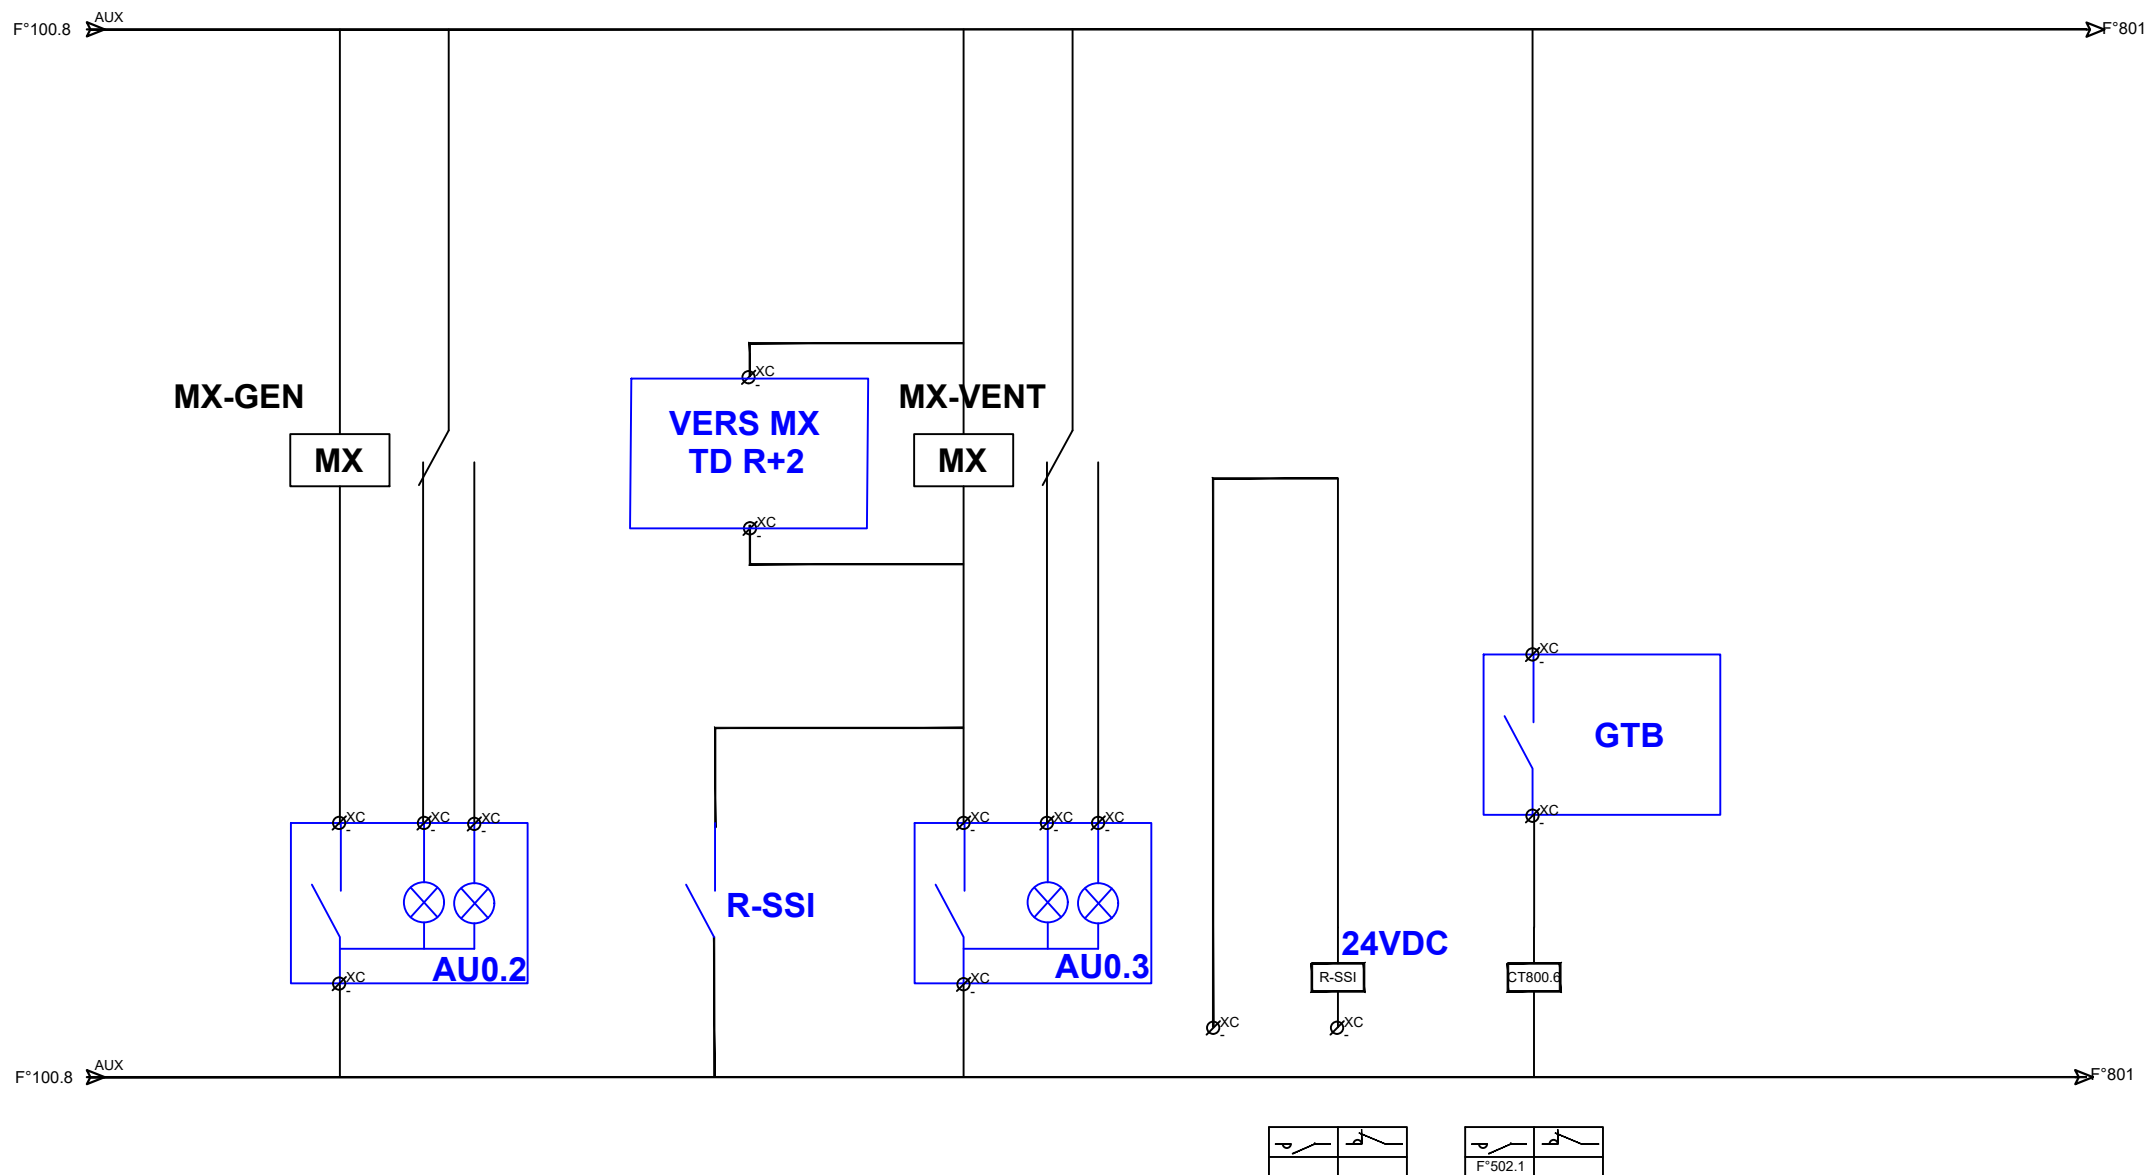 AUX
F°100.8
F°801
XC
-
MX-GEN
MX-VENT
VERS MX
TD R+2
MX
MX
XC
-
XC
-
GTB
XC
-
XC
-
XC
-
XC
-
XC
-
XC
-
XC
-
R-SSI
24VDC
AU0.2
AU0.3
XC
-
XC
-
R-SSI
CT800.6
XC
-
XC
-
AUX
F°100.8
F°801
F°502.1